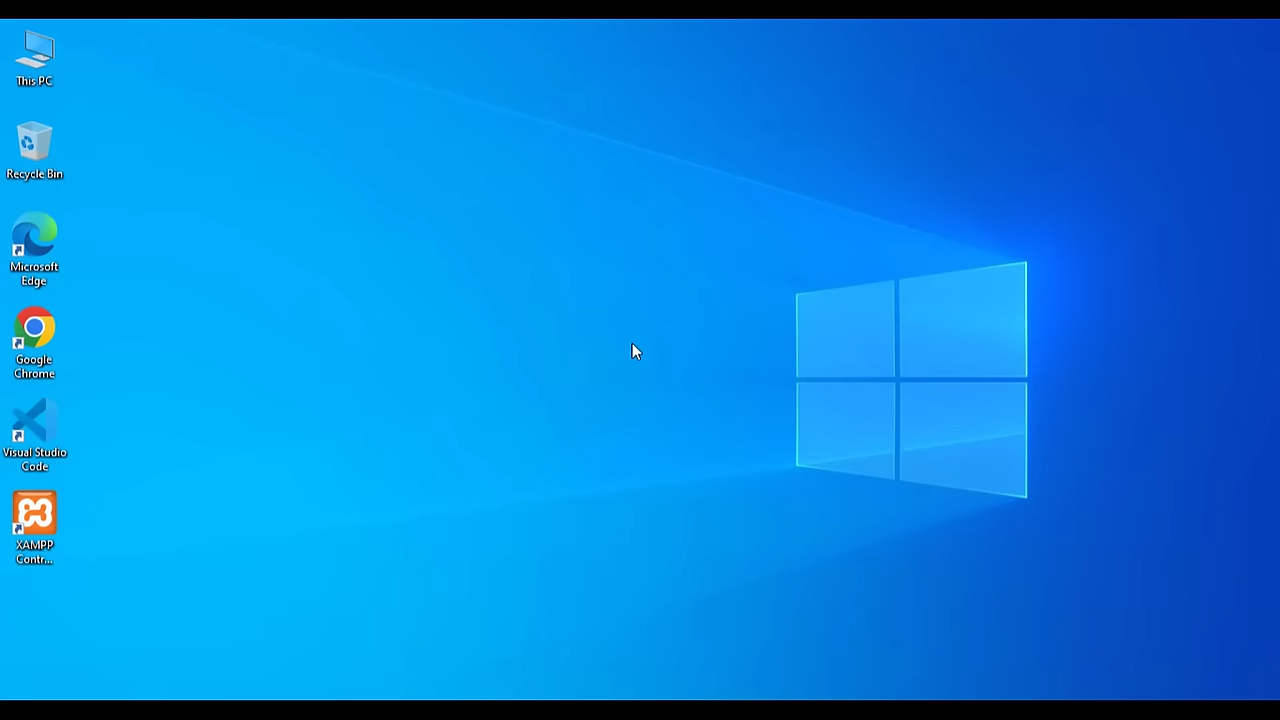 This PC
Recycle Bin
Microsoft
Edge
Google
Chrome
Visual Studio
Code
XAMPP
Contr...